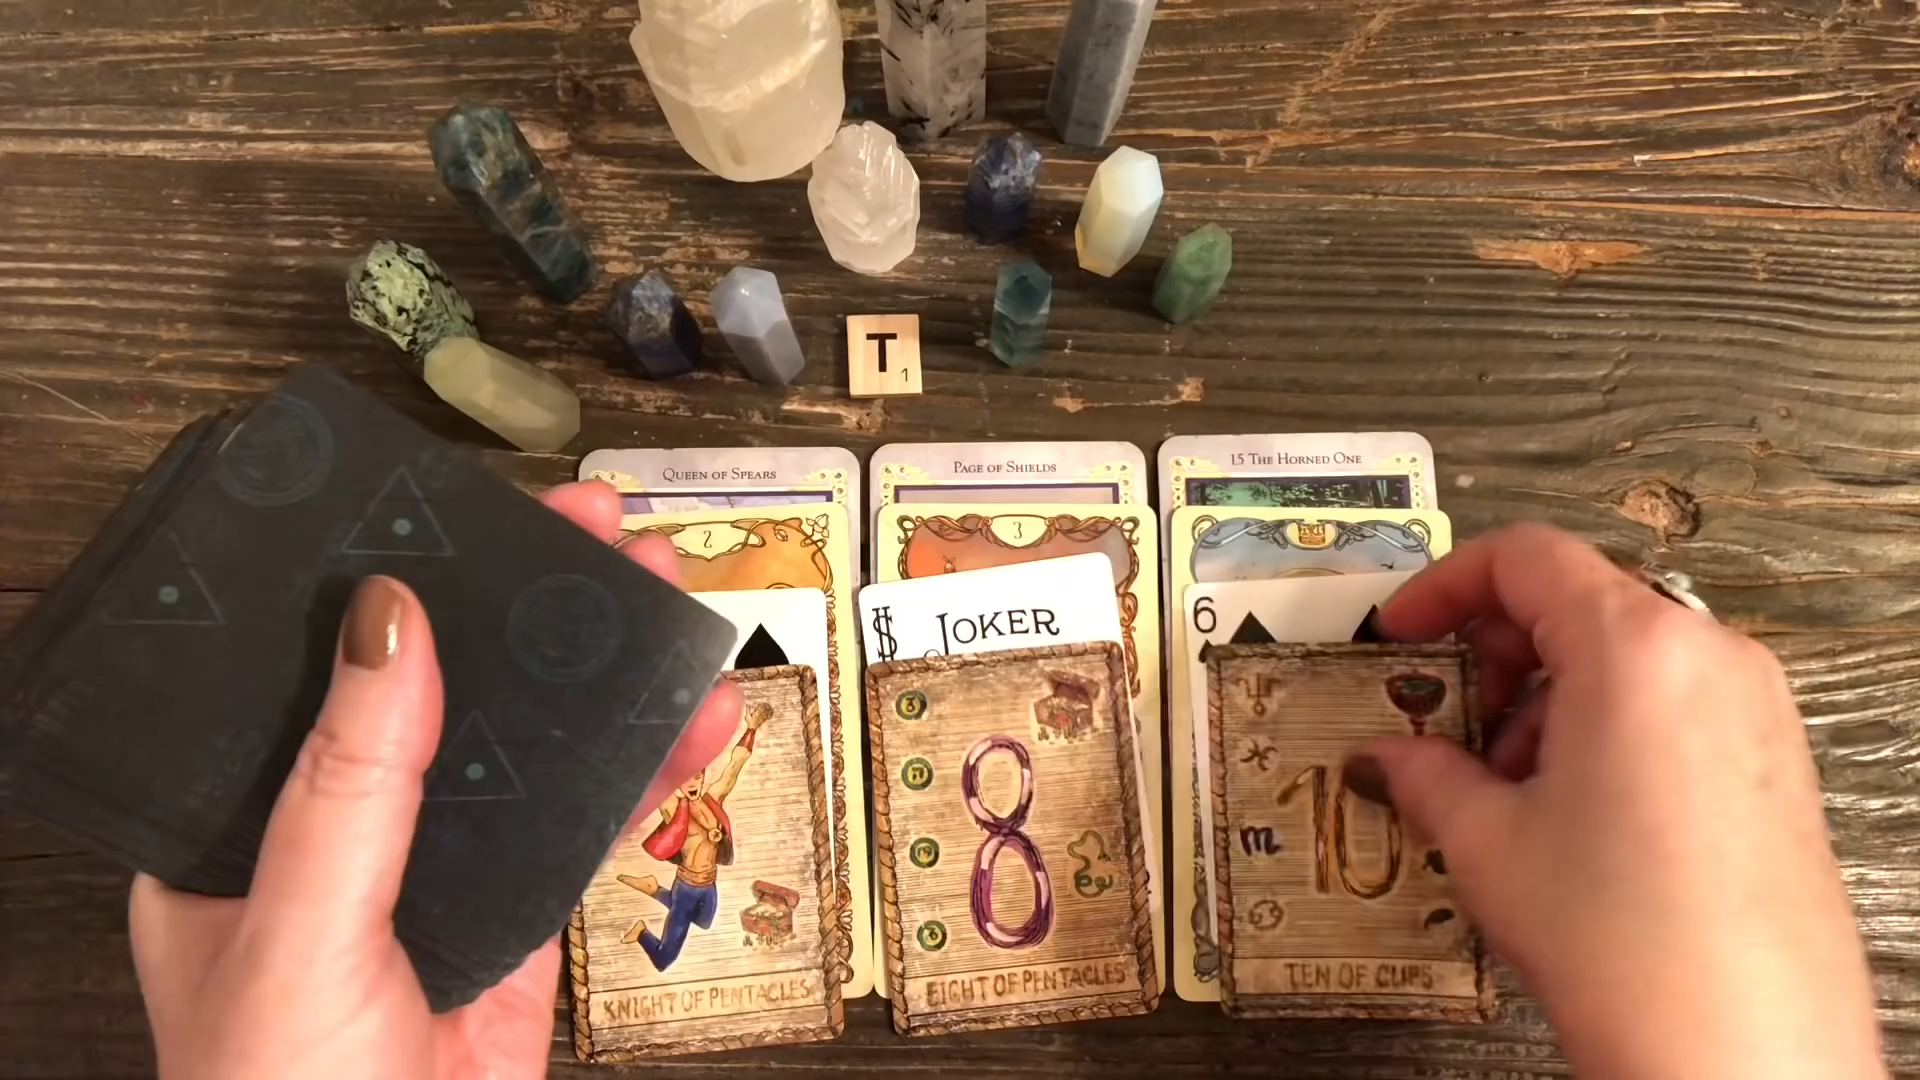 T
1
QUEEN OF SPEARS
PAGE OF SHIELDS
15 THE HORNED ONE
2
3
JOKER
6
8
10
KNIGHT OF PENTACLES
EIGHT OF PENTACLES
TEN OF CUPS